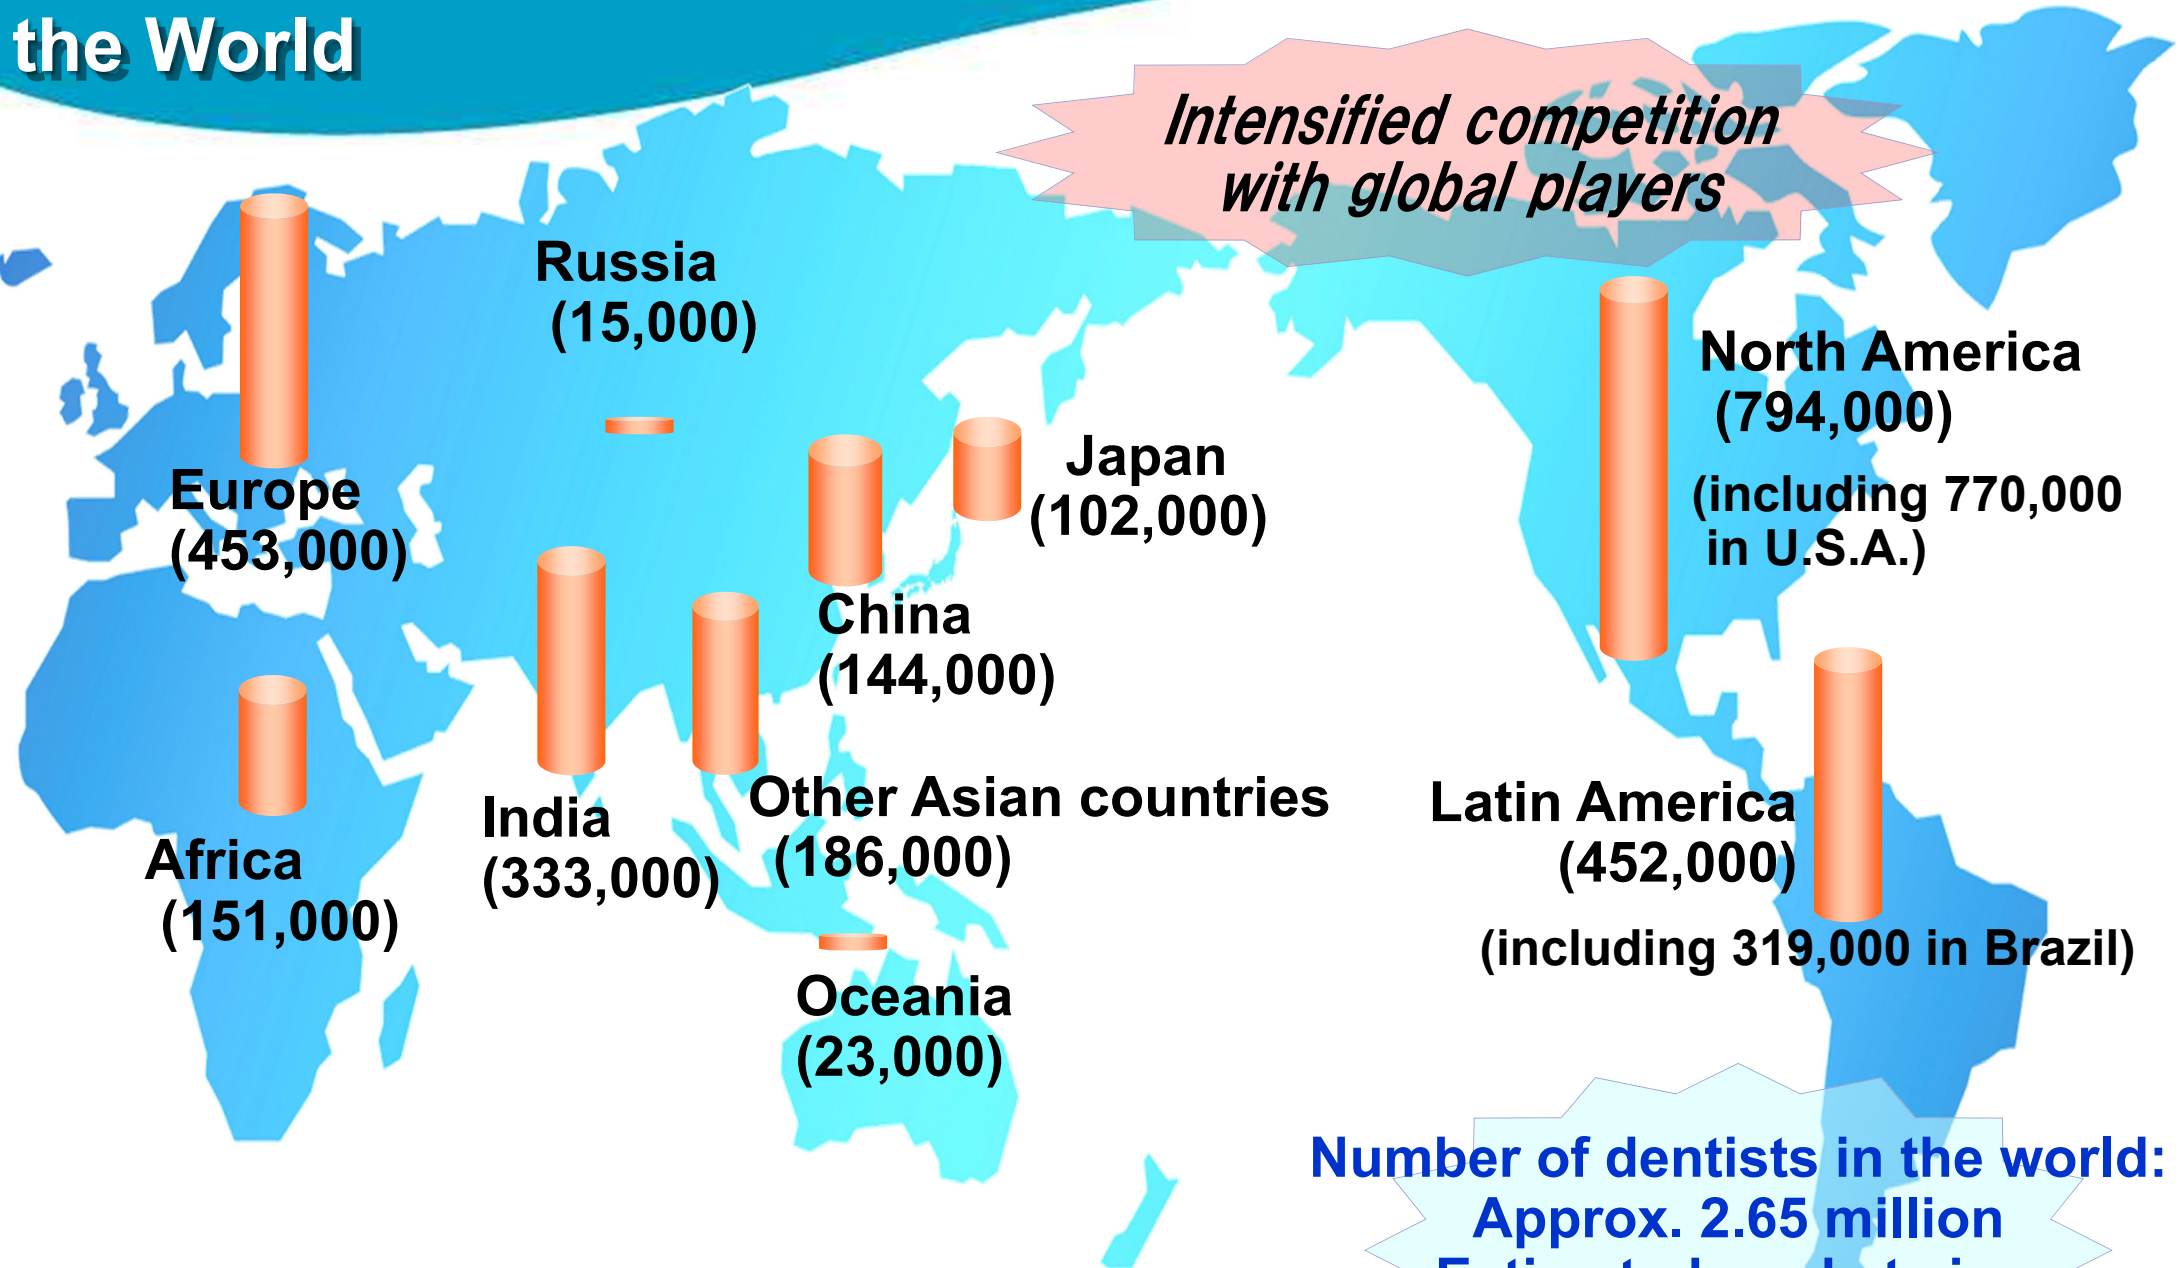 the World
Intensified competition
with global players
Russia
(15,000)
North America
(794,000)
(including 770,000
in U.S.A.)
Japan
(102,000)
Europe
(453,000)
China
(144,000)
Other Asian countries
(186,000)
India
(333,000)
Latin America
(452,000)
(including 319,000 in Brazil)
Africa
(151,000)
Oceania
(23,000)
Number of dentists in the world:
Approx. 2.65 million